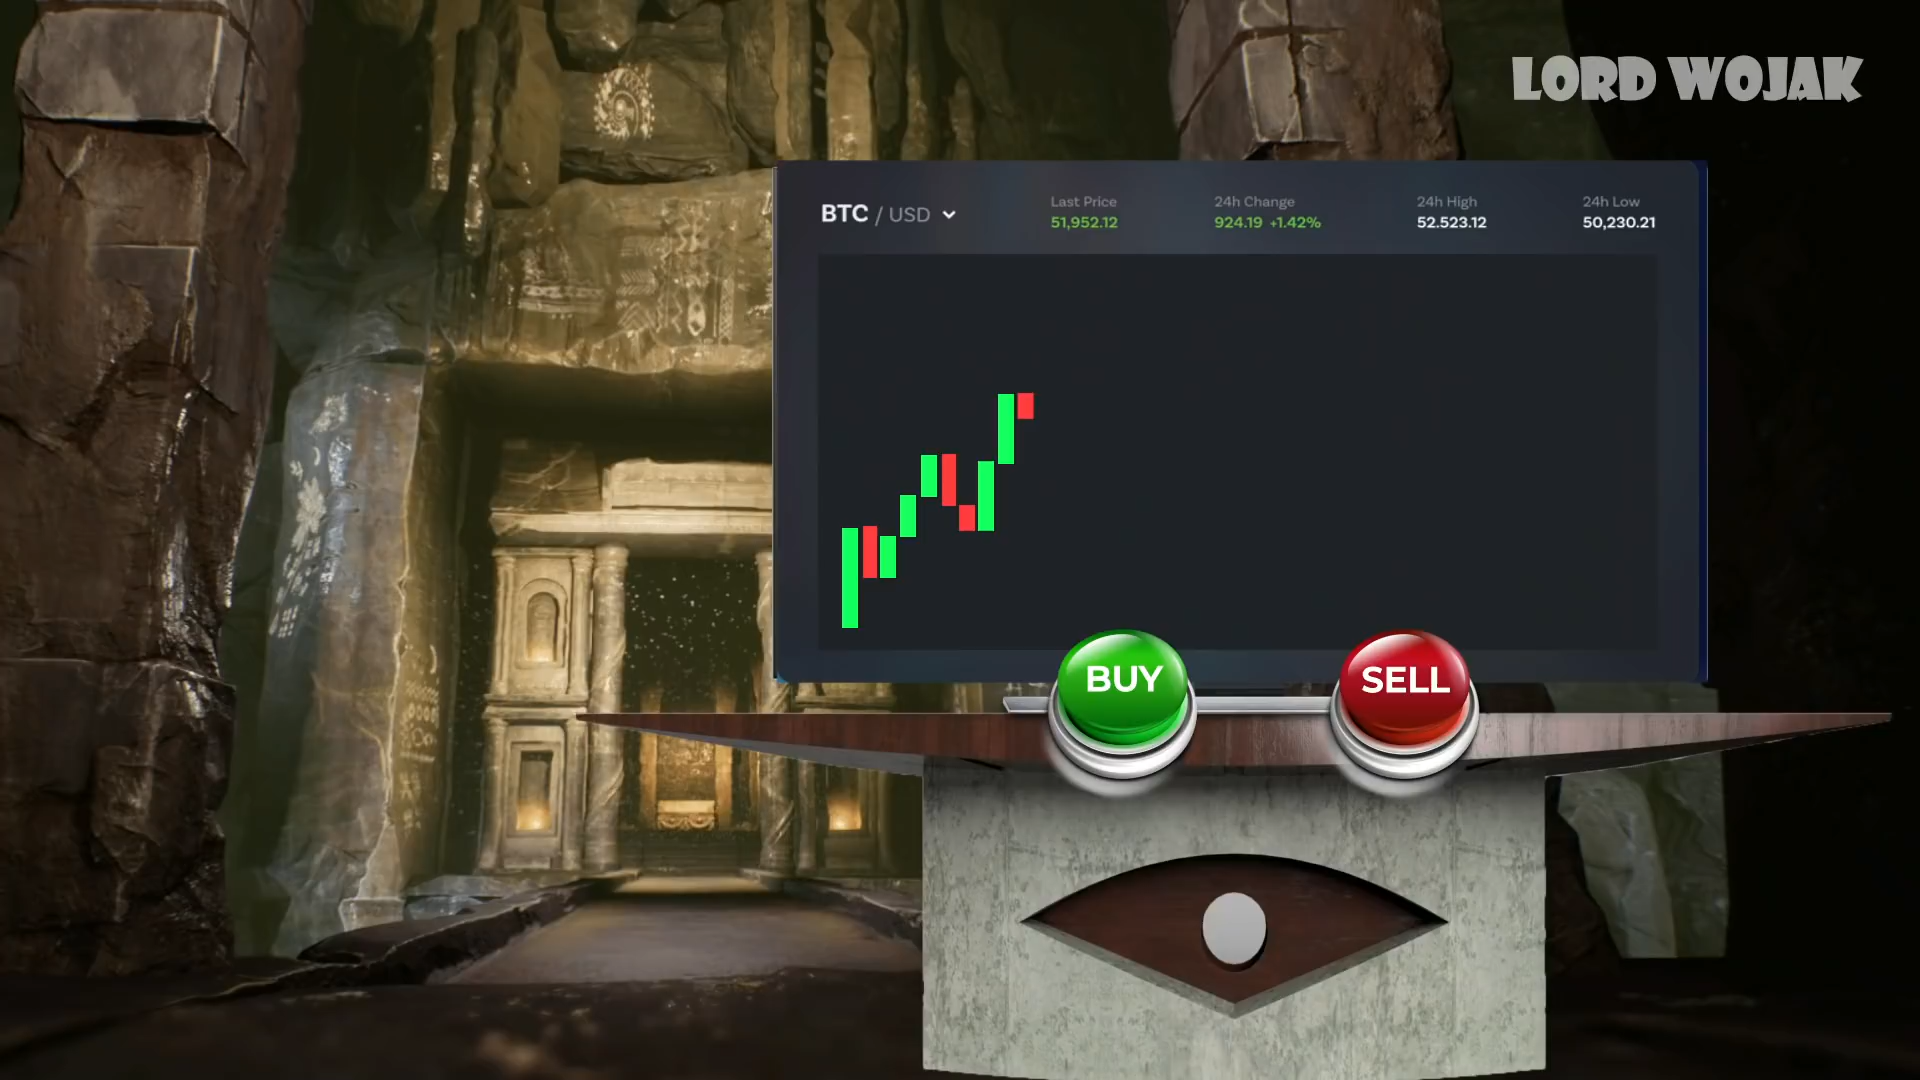 LORD WOJAK
BTC / USD
Last Price
51,952.12
24h Change
924.19 +1.42%
24h High
52.523.12
24h Low
50,230.21
BUY
SELL